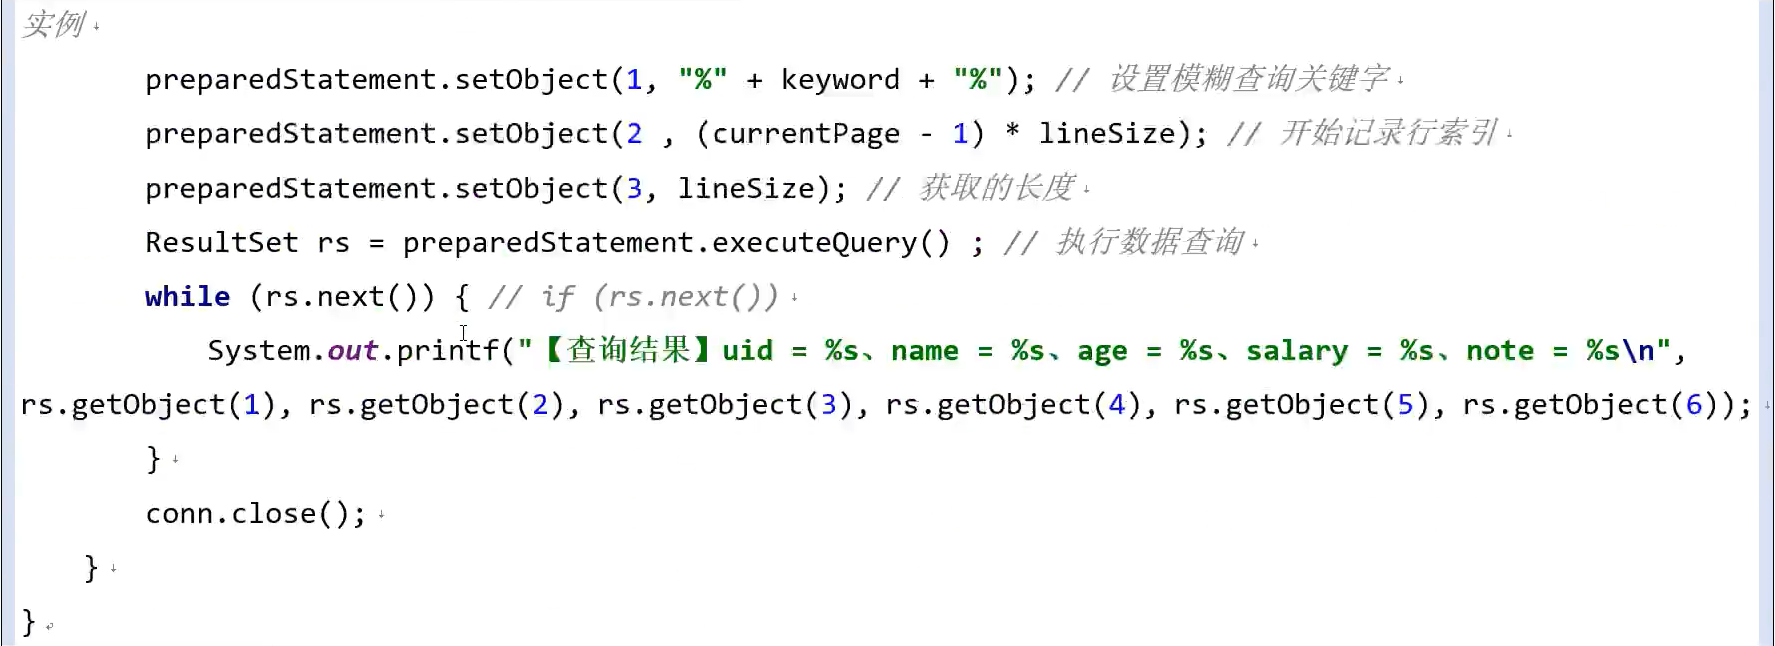 实例
preparedStatement.setObject(1, "%" + keyword + "%"); // 设置模糊查询关键字
preparedStatement.setObject(2 , (currentPage - 1) * lineSize); // 开始记录行索引
preparedStatement.setObject(3, lineSize); // 获取的长度
ResultSet rs = preparedStatement.executeQuery() ; // 执行数据查询
while (rs.next()) { // if (rs.next())
System.out.printf("【查询结果】uid = %s、name = %s、age = %s、salary = %s、note = %s\n",
rs.getObject(1), rs.getObject(2), rs.getObject(3), rs.getObject(4), rs.getObject(5), rs.getObject(6));
}
conn.close();
}
}